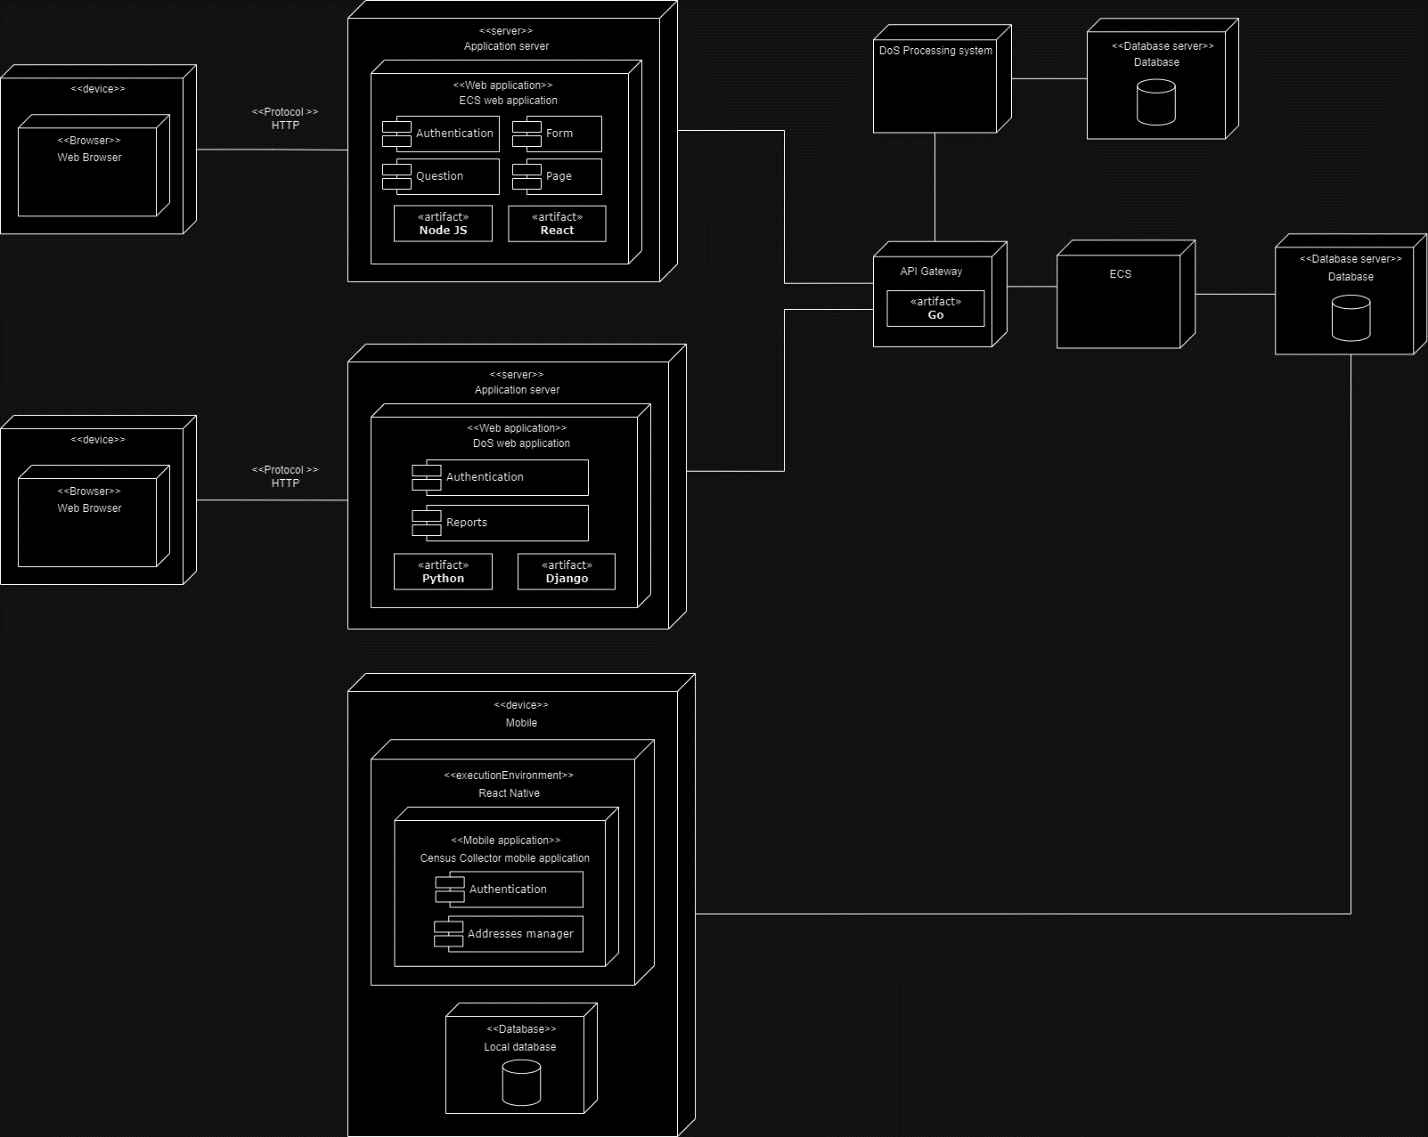 <<device>>
<<Browser>>
Web Browser
<<Protocol >>
HTTP
<<server>>
Application server
<<Web application>>
ECS web application
Authentication
Form
Question
Page
«artifact»
Node JS
«artifact»
React
DoS Processing system
<<Database server>>
Database
API Gateway
«artifact»
Go
ECS
<<Database server>>
Database
<<device>>
<<Browser>>
Web Browser
<<Protocol >>
HTTP
<<server>>
Application server
<<Web application>>
DoS web application
Authentication
Reports
«artifact»
Python
«artifact»
Django
<<device>>
Mobile
<<executionEnvironment>>
React Native
<<Mobile application>>
Census Collector mobile application
Authentication
Addresses manager
<<Database>>
Local database